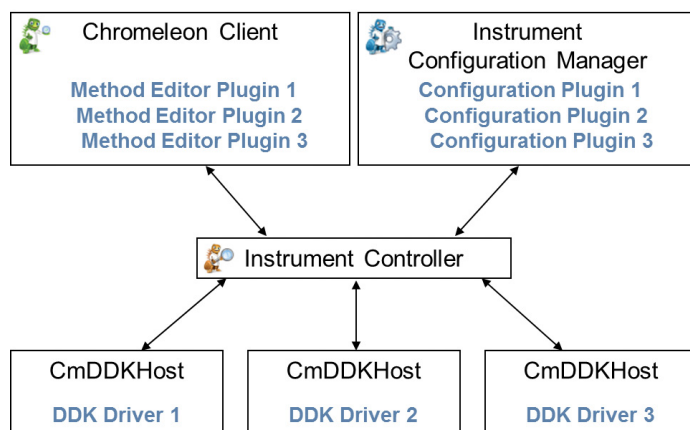 Chromeleon Client
Method Editor Plugin 1
Method Editor Plugin 2
Method Editor Plugin 3
Instrument
Configuration Manager
Configuration Plugin 1
Configuration Plugin 2
Configuration Plugin 3
Instrument Controller
CmDDKHost
DDK Driver 1
CmDDKHost
DDK Driver 2
CmDDKHost
DDK Driver 3